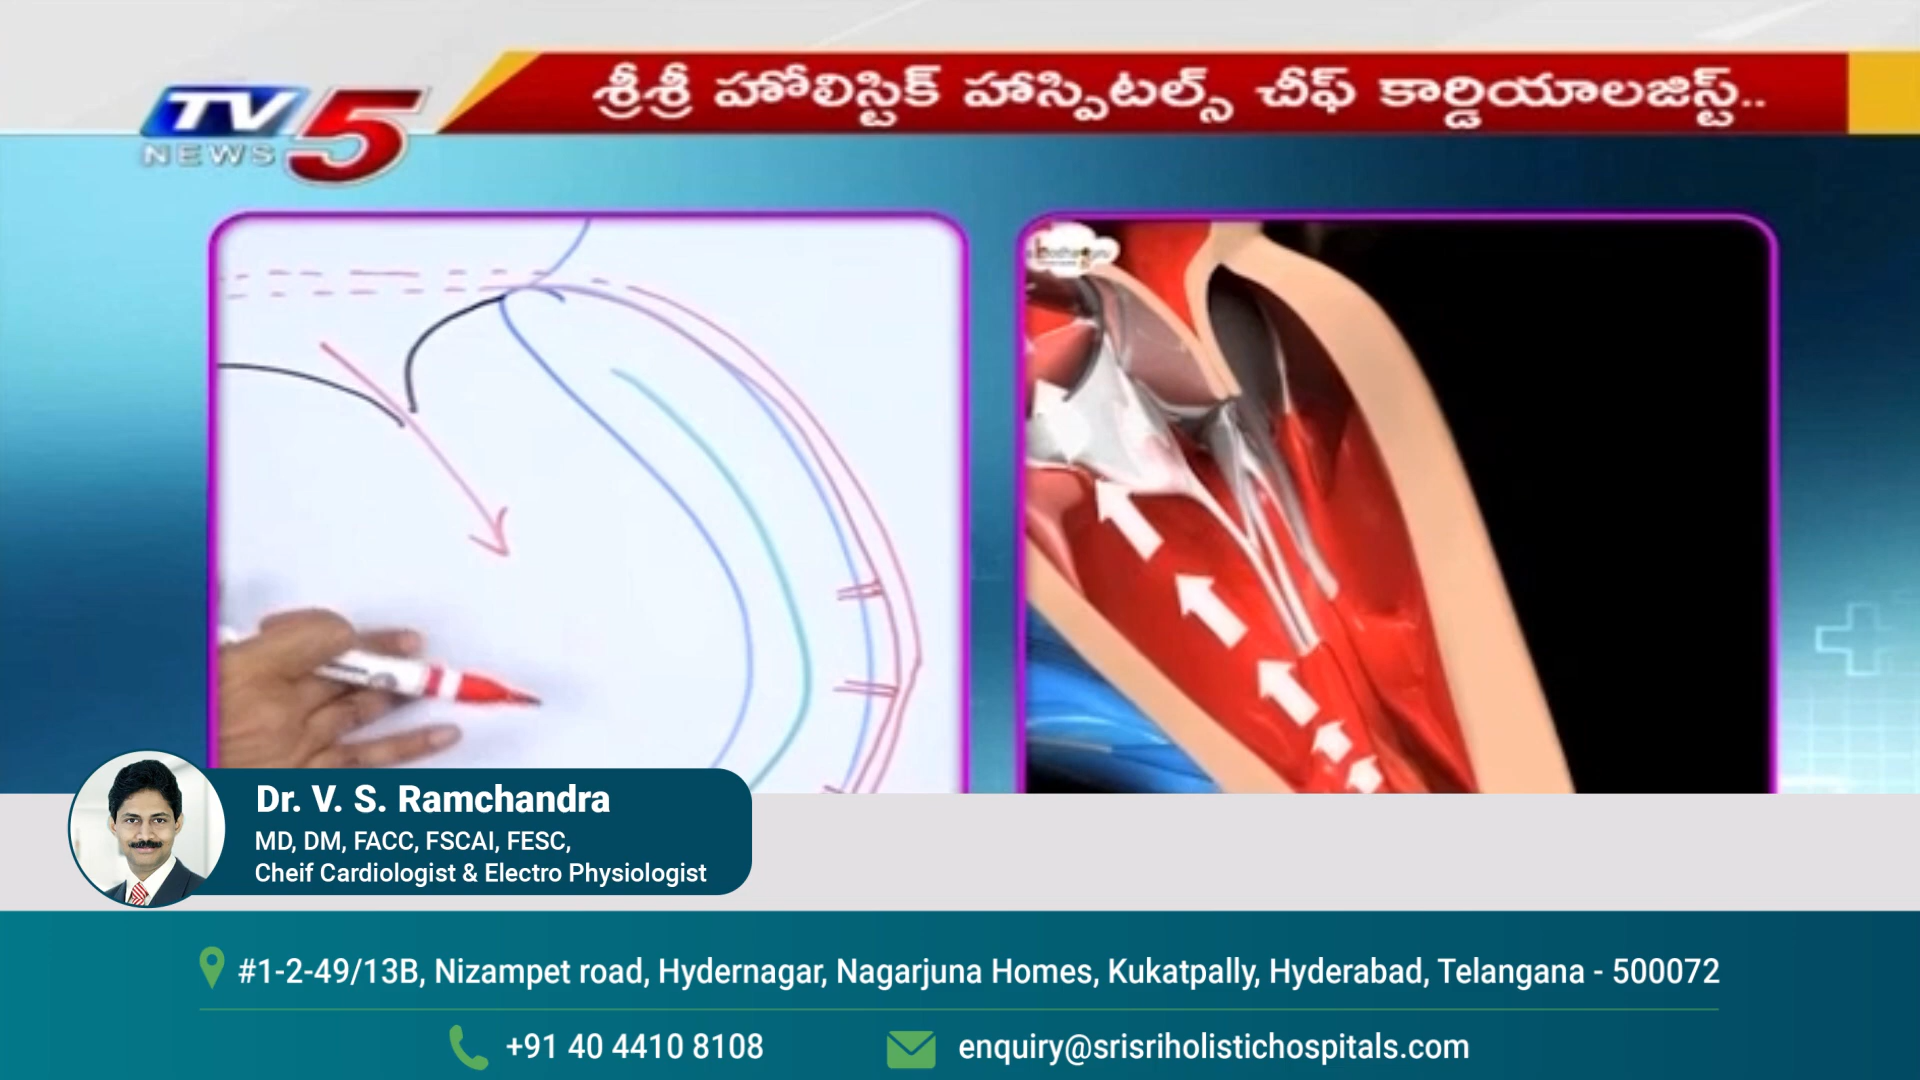 శ్రీశ్రీ హోలిస్టిక్ హాస్పిటల్స్ చీఫ్ కార్డియాలజిస్ట్..
TV5
NEWS
Dr. V. S. Ramchandra
MD, DM, FACC, FSCAI, FESC,
Cheif Cardiologist & Electro Physiologist
#1-2-49/13B, Nizampet road, Hydernagar, Nagarjuna Homes, Kukatpally, Hyderabad, Telangana - 500072
+91 40 4410 8108
enquiry@srisriholistichospitals.com